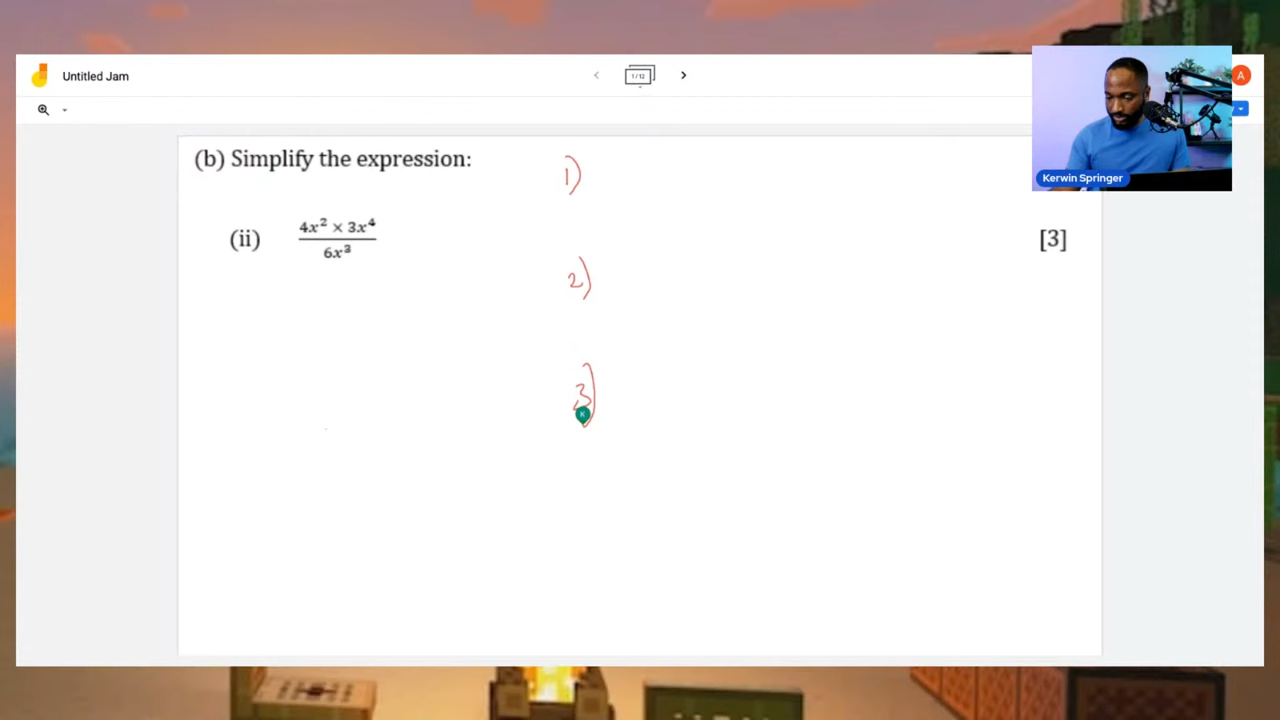 Untitled Jam
1 / 12
A
Kerwin Springer
(b) Simplify the expression:
1)
(ii) 4x² × 3x⁴
6x³
[3]
2)
3)
K